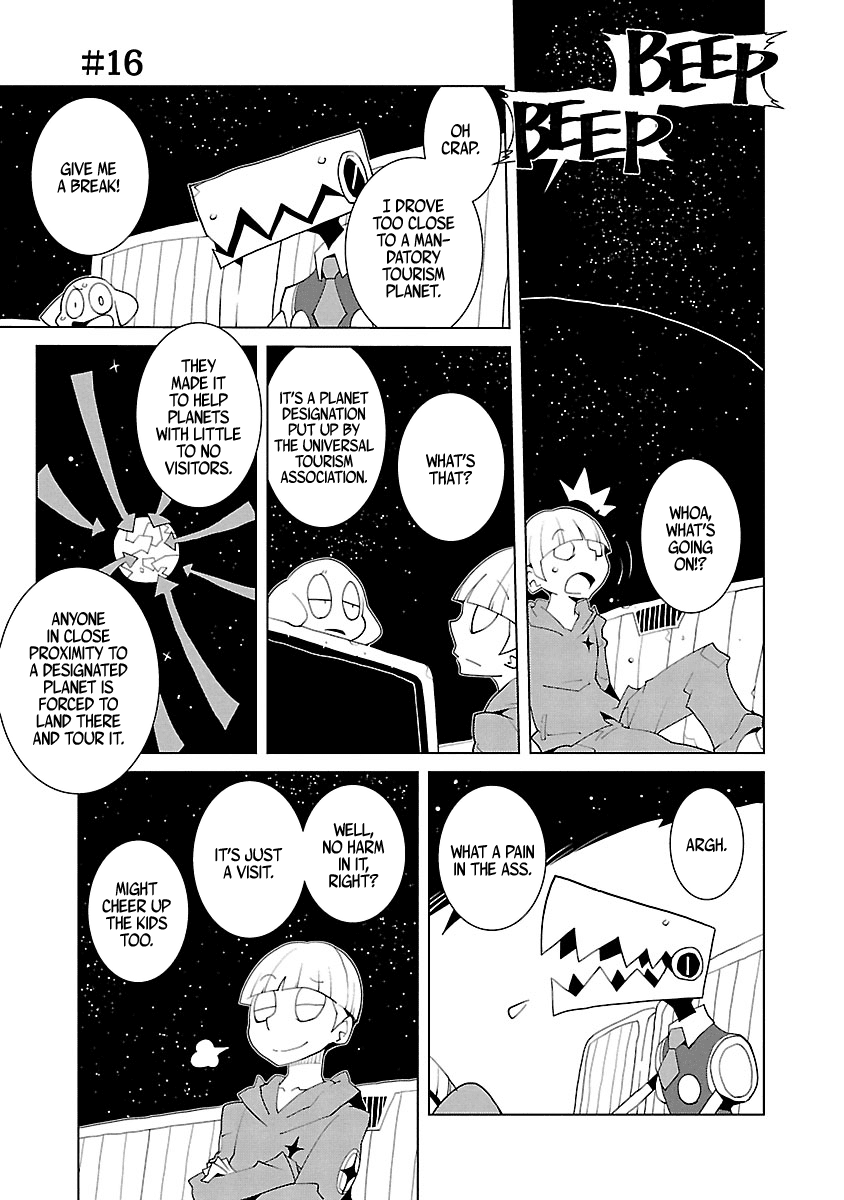 #16
BEEP
BEEP
WHOA,
WHAT'S
GOING
ON!?
OH
CRAP.
I DROVE
TOO CLOSE
TO A MAN-
DATORY
TOURISM
PLANET.
GIVE ME
A BREAK!
WHAT'S
THAT?
IT'S A PLANET
DESIGNATION
PUT UP BY
THE UNIVERSAL
TOURISM
ASSOCIATION.
THEY
MADE IT
TO HELP
PLANETS
WITH LITTLE
TO NO
VISITORS.
ANYONE
IN CLOSE
PROXIMITY TO
A DESIGNATED
PLANET IS
FORCED TO
LAND THERE
AND TOUR IT.
ARGH.
WHAT A PAIN
IN THE ASS.
WELL,
NO HARM
IN IT,
RIGHT?
IT'S JUST
A VISIT.
MIGHT
CHEER UP
THE KIDS
TOO.